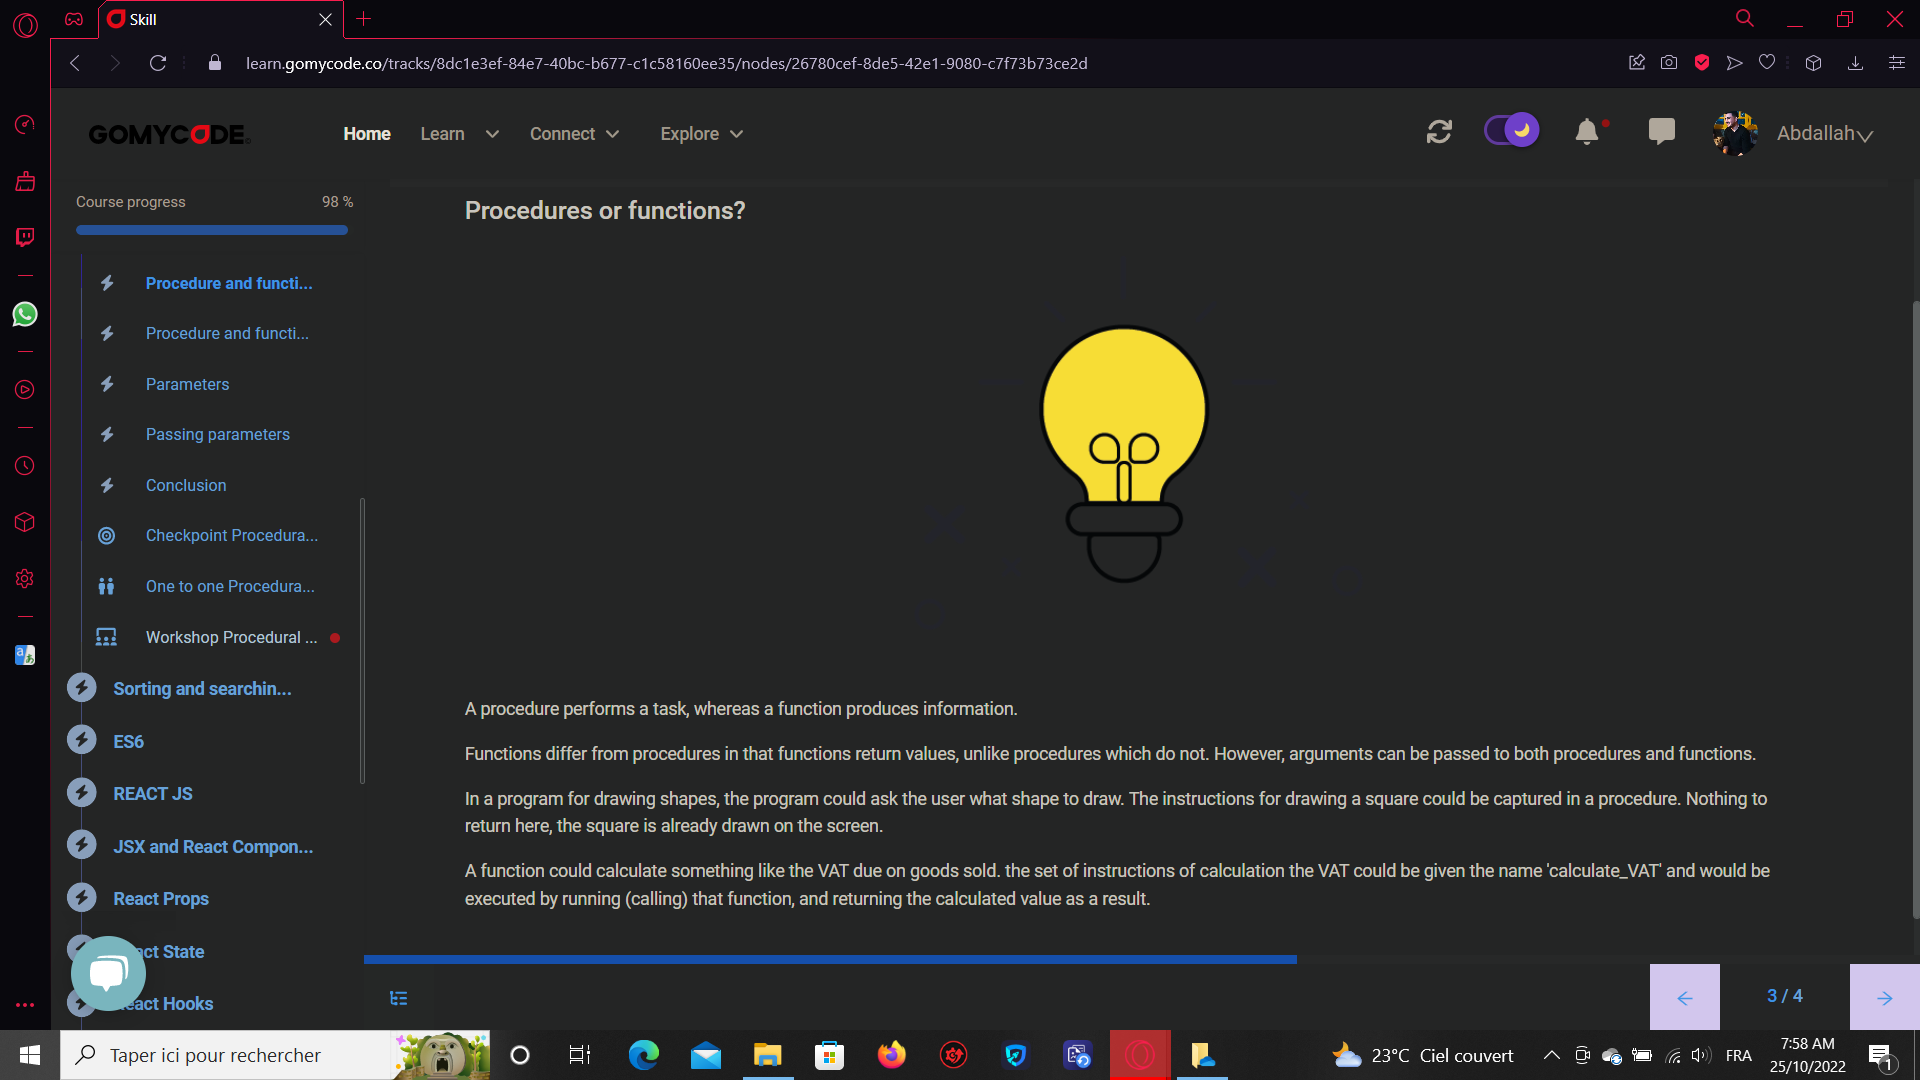 Skill
learn.gomycode.co/tracks/8dc1e3ef-84e7-40bc-b677-c1c58160ee35/nodes/26780cef-8de5-42e1-9080-c7f73b73ce2d
GOMYCODE
Home
Learn
Connect
Explore
Abdallah
Course progress
98 %
Procedure and functi...
Procedure and functi...
Parameters
Passing parameters
Conclusion
Checkpoint Procedura...
One to one Procedura...
Workshop Procedural ...
Sorting and searchin...
ES6
REACT JS
JSX and React Compon...
React Props
ct State
eact Hooks
Procedures or functions?
A procedure performs a task, whereas a function produces information.
Functions differ from procedures in that functions return values, unlike procedures which do not. However, arguments can be passed to both procedures and functions.
In a program for drawing shapes, the program could ask the user what shape to draw. The instructions for drawing a square could be captured in a procedure. Nothing to
return here, the square is already drawn on the screen.
A function could calculate something like the VAT due on goods sold. the set of instructions of calculation the VAT could be given the name 'calculate_VAT' and would be
executed by running (calling) that function, and returning the calculated value as a result.
3 / 4
Taper ici pour rechercher
23°C Ciel couvert
FRA
7:58 AM
25/10/2022
1